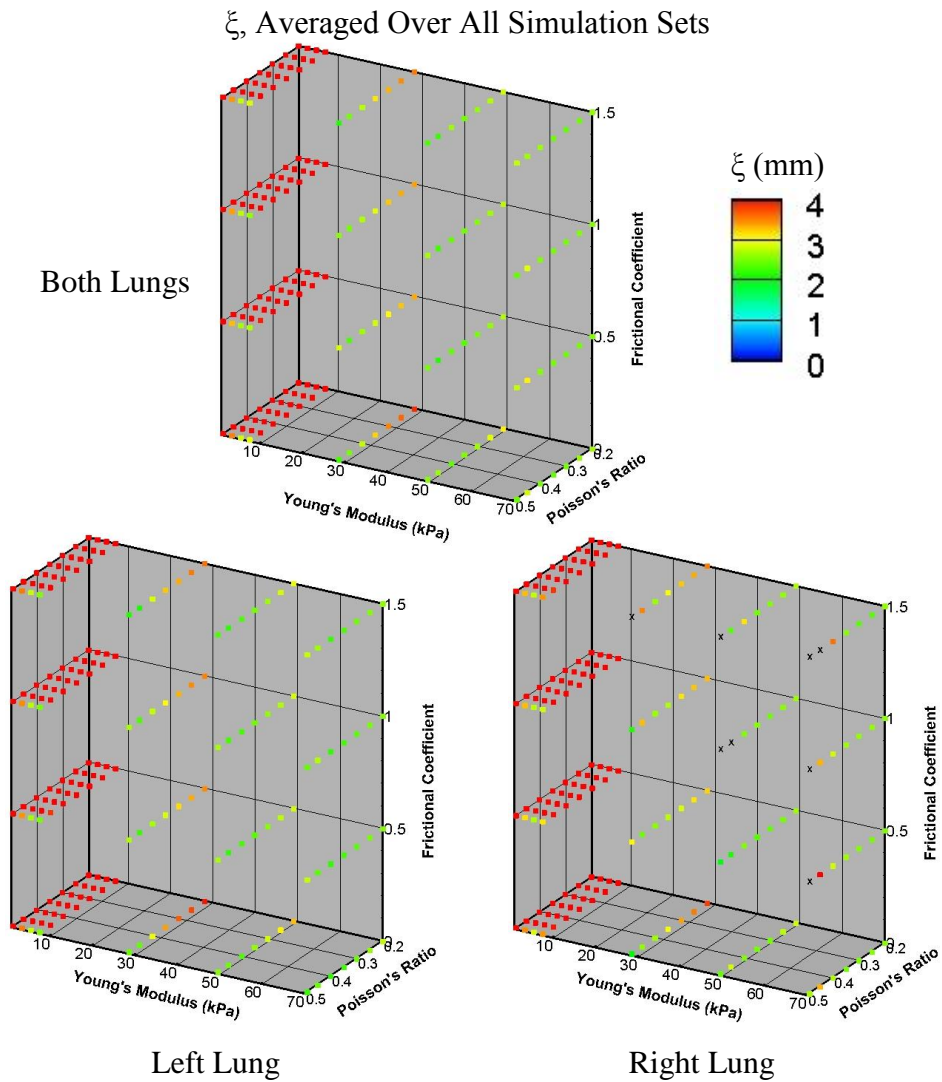 ξ, Averaged Over All Simulation Sets
1.5
1
0.5
0.2
Frictional Coefficient
Both Lungs
10
20
30
40
50
60
70
Young's Modulus (kPa)
0.5
0.4
0.3
Poisson's Ratio
ξ (mm)
4
3
2
1
0
1.5
1
0.5
0.2
Frictional Coefficient
10
20
30
40
50
60
70
Young's Modulus (kPa)
0.5
0.4
0.3
Poisson's Ratio
Left Lung
1.5
1
0.5
0.2
Frictional Coefficient
x
x
x x
x
x x
x
x
10
20
30
40
50
60
70
Young's Modulus (kPa)
0.5
0.4
0.3
Poisson's Ratio
Right Lung